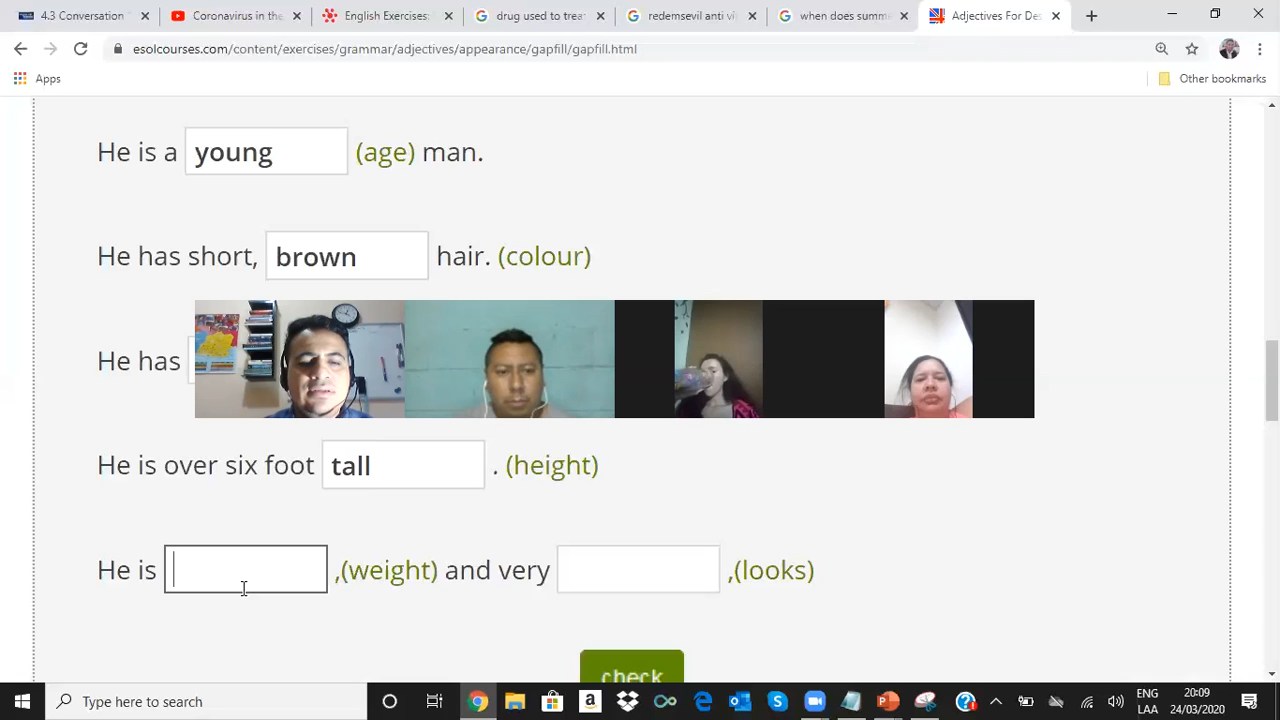 4.3 Conversation
Coronavirus in the
English Exercises:
drug used to treat
redemsevil anti vi
when does summe
Adjectives For Des
esolcourses.com/content/exercises/grammar/adjectives/appearance/gapfill/gapfill.html
Apps
Other bookmarks
He is a young (age) man.
He has short, brown hair. (colour)
He has
He is over six foot tall . (height)
He is ,(weight) and very ,(looks)
check
Type here to search
ENG
LAA
20:09
24/03/2020